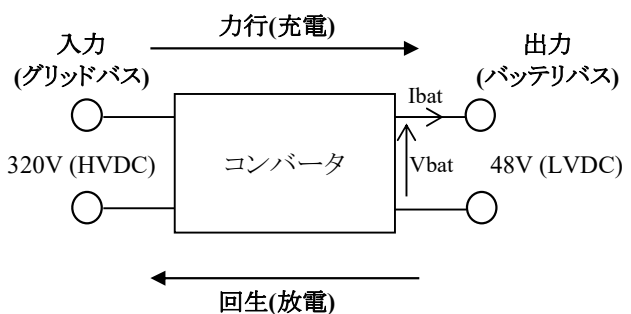 力行(充電)
入力
(グリッドバス)
出力
(バッテリバス)
Ibat
320V (HVDC)
コンバータ
Vbat
48V (LVDC)
回生(放電)